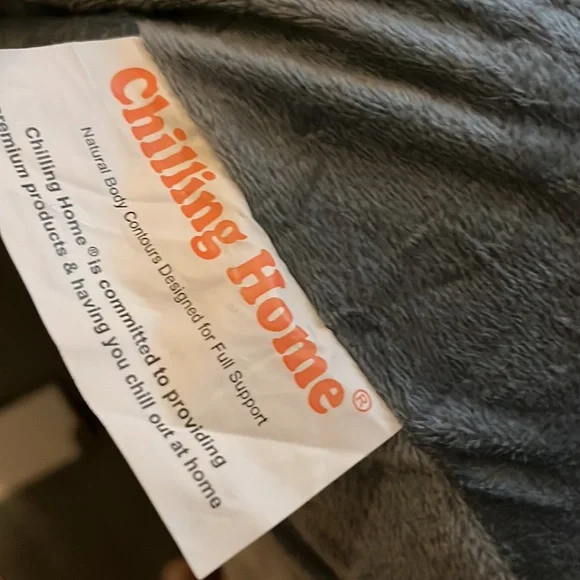 Chilling Home®
Natural Body Contours Designed for Full Support
Chilling Home ® is committed to providing
premium products & having you chill out at home